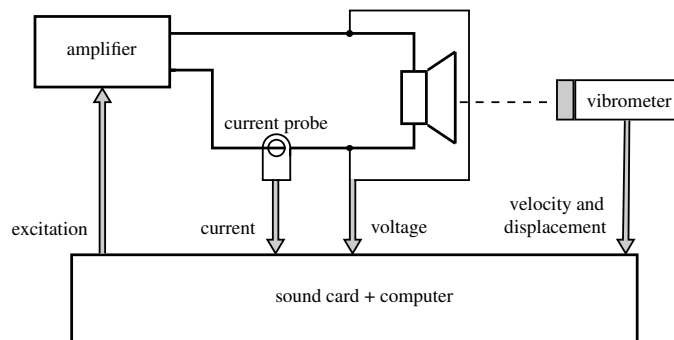 amplifier
vibrometer
current probe
velocity and
displacement
excitation
current
voltage
sound card + computer